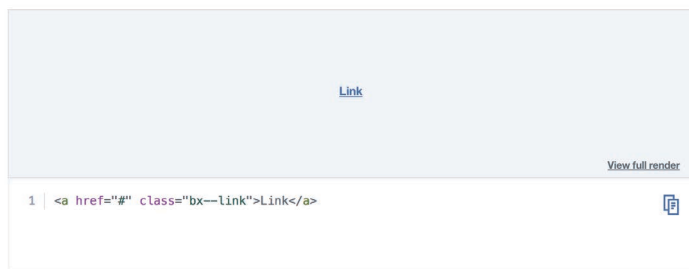 Link
View full render
1 <a href="#" class="bx--link">Link</a>